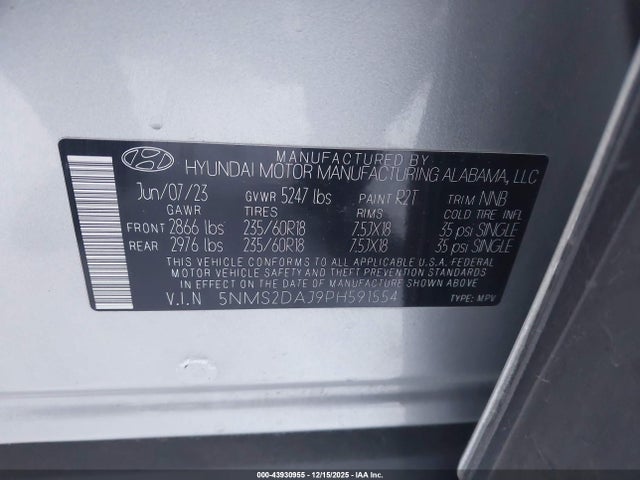 MANUFACTURED BY
HYUNDAI MOTOR MANUFACTURING ALABAMA, LLC
Jun/07/23 GVWR 5247 lbs PAINT R2T TRIM NNB
GAWR TIRES RIMS COLD TIRE INFL
FRONT 2866 lbs 235/60R18 7.5JX18 35 psi SINGLE
REAR 2976 lbs 235/60R18 7.5JX18 35 psi SINGLE
THIS VEHICLE CONFORMS TO ALL APPLICABLE U.S.A. FEDERAL
MOTOR VEHICLE SAFETY AND THEFT PREVENTION STANDARDS
IN EFFECT ON THE DATE OF MANUFACTURE SHOWN ABOVE.
V.I.N 5NMS2DAJ9PH591554 TYPE: MPV
000-43930955 - 12/15/2025 - IAA Inc.